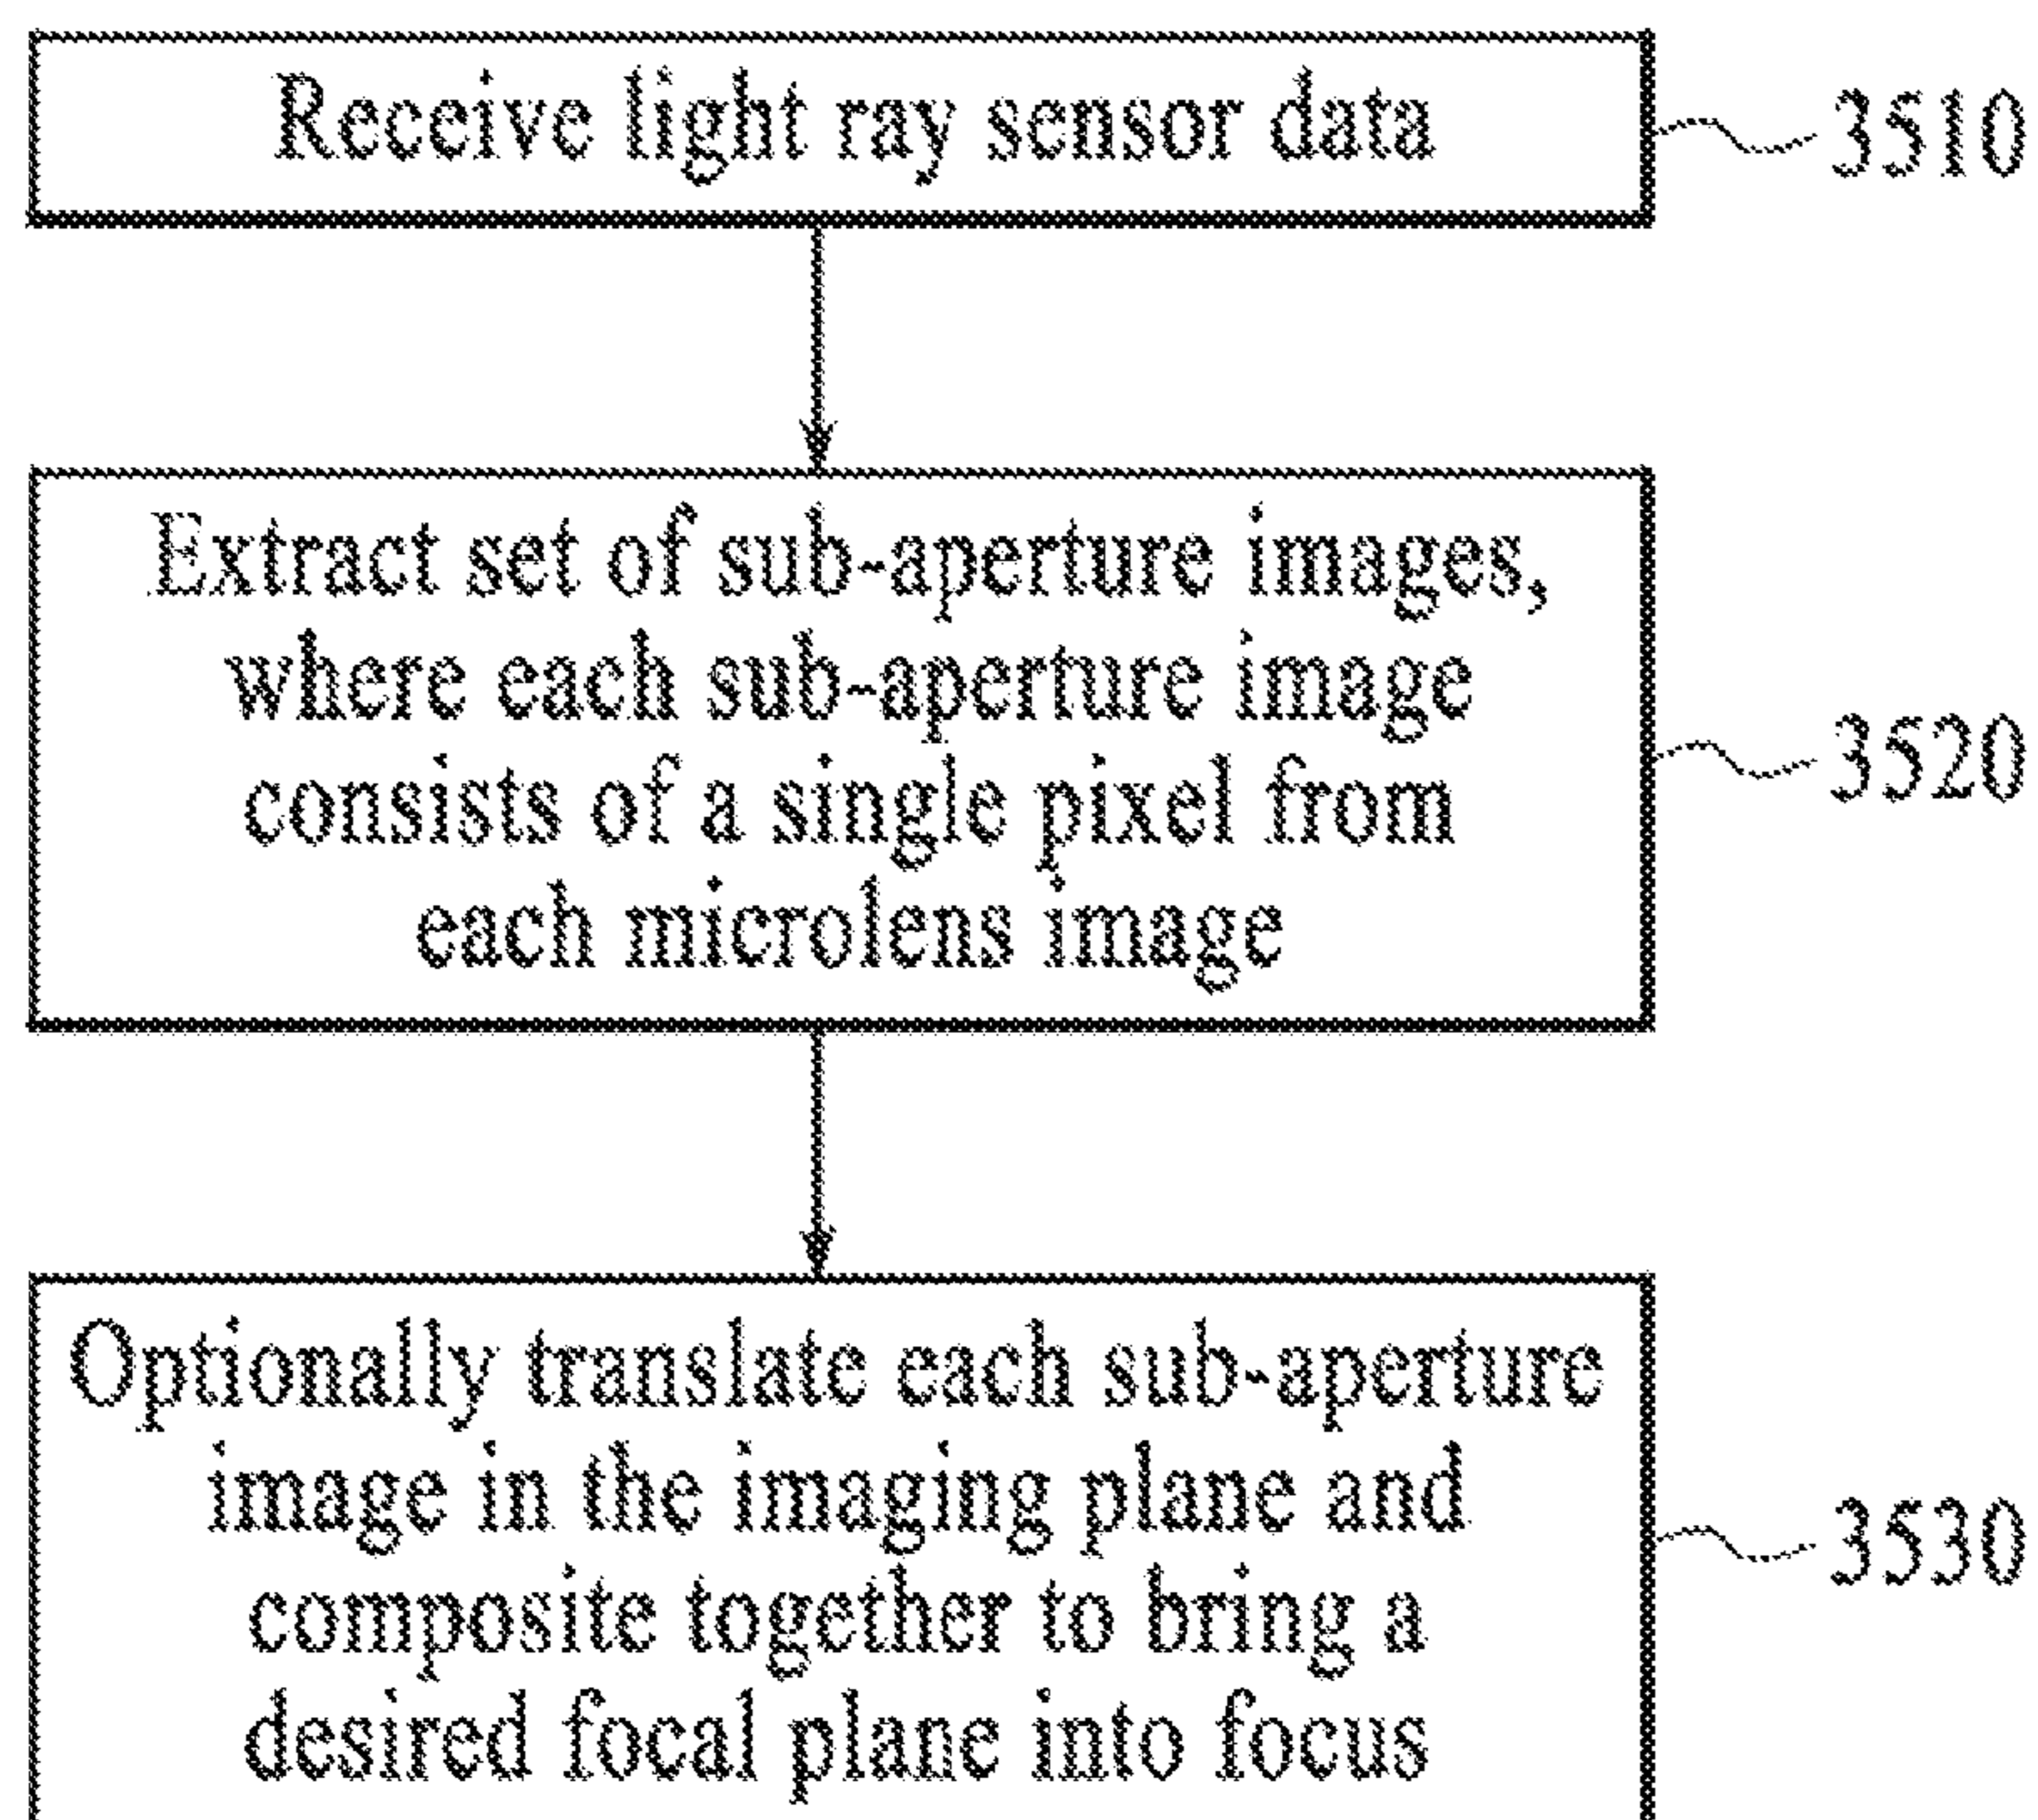 Receive light ray sensor data
3510
Extract set of sub-aperture images,
where each sub-aperture image
consists of a single pixel from
each microlens image
3520
Optionally translate each sub-aperture
image in the imaging plane and
composite together to bring a
desired focal plane into focus
3530